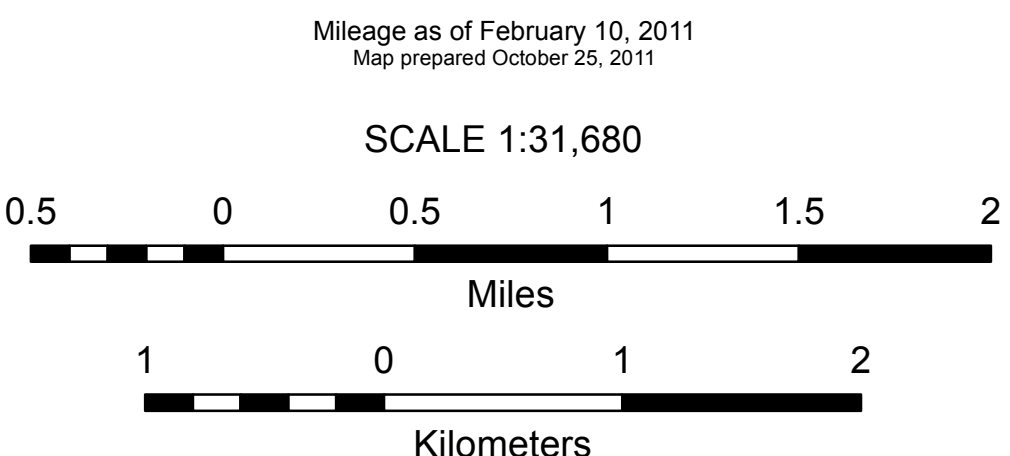 Mileage as of February 10, 2011
Map prepared October 25, 2011
SCALE 1:31,680
0.5 0 0.5 1 1.5 2
Miles
1 0 1 2
Kilometers